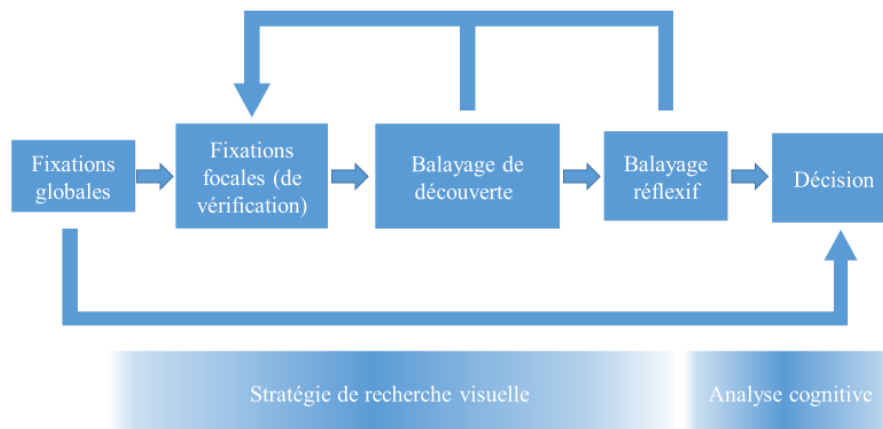 Fixations
globales
Fixations
focales (de
vérification)
Balayage de
découverte
Balayage
réflexif
Décision
Stratégie de recherche visuelle
Analyse cognitive